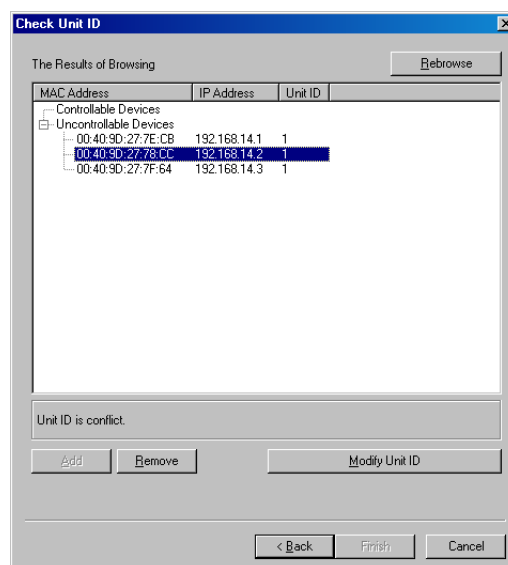 Check Unit ID
The Results of Browsing Rebrowse
MAC Address IP Address Unit ID
Controllable Devices
Uncontrollable Devices
00:40:9D:27:7E:CB 192.168.14.1 1
00:40:9D:27:78:CC 192.168.14.2 1
00:40:9D:27:7F:64 192.168.14.3 1
Unit ID is conflict.
Add Remove Modify Unit ID
< Back Finish Cancel